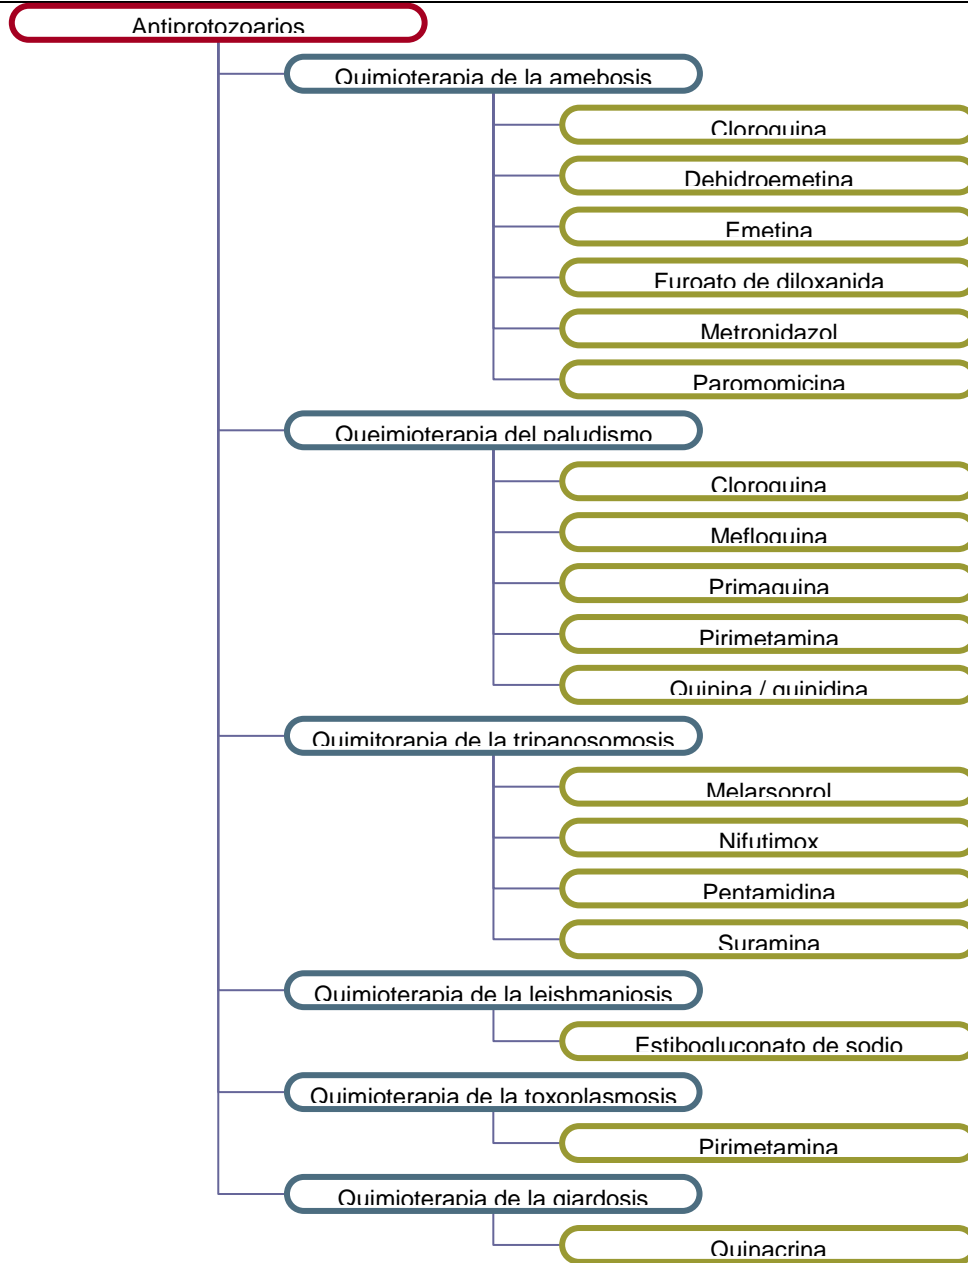 Antiprotozoarios
Quimioterapia de la amebosis
Cloroquina
Dehidroemetina
Emetina
Furoato de diloxanida
Metronidazol
Paromomicina
Queimioterapia del paludismo
Cloroquina
Mefloquina
Primaquina
Pirimetamina
Quinina / quinidina
Quimitorapia de la tripanosomosis
Melarsoprol
Nifutimox
Pentamidina
Suramina
Quimioterapia de la leishmaniosis
Estibogluconato de sodio
Quimioterapia de la toxoplasmosis
Pirimetamina
Quimioterapia de la giardosis
Quinacrina